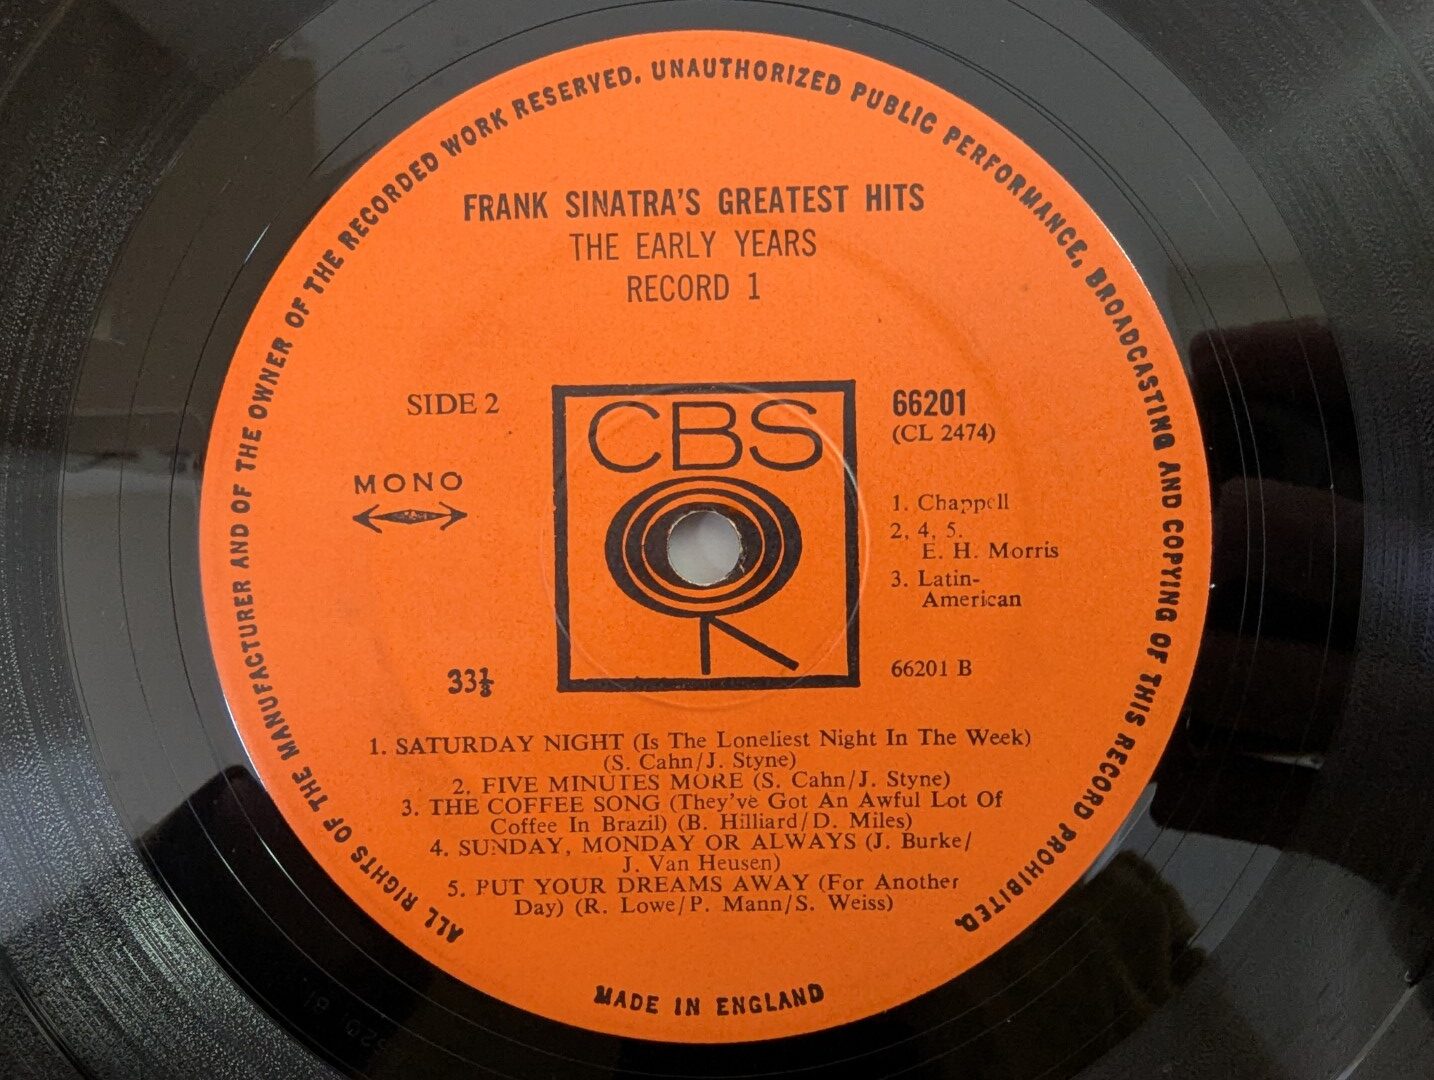 ALL RIGHTS OF THE MANUFACTURER AND OF THE OWNER OF THE RECORDED WORK RESERVED. UNAUTHORIZED PUBLIC PERFORMANCE, BROADCASTING AND COPYING OF THIS RECORD PROHIBITED.
FRANK SINATRA'S GREATEST HITS
THE EARLY YEARS
RECORD 1
SIDE 2
MONO
33⅓
CBS
66201
(CL 2474)
1. Chappell
2, 4, 5.
E. H. Morris
3. Latin-
American
66201 B
1. SATURDAY NIGHT (Is The Loneliest Night In The Week)
(S. Cahn/J. Styne)
2. FIVE MINUTES MORE (S. Cahn/J. Styne)
3. THE COFFEE SONG (They've Got An Awful Lot Of
Coffee In Brazil) (B. Hilliard/D. Miles)
4. SUNDAY, MONDAY OR ALWAYS (J. Burke/
J. Van Heusen)
5. PUT YOUR DREAMS AWAY (For Another
Day) (R. Lowe/P. Mann/S. Weiss)
MADE IN ENGLAND